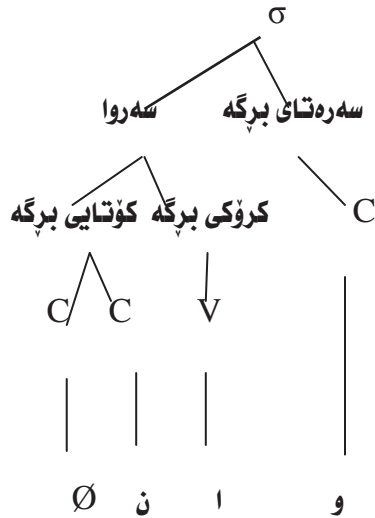 σ
سەرەتای بڕگە سەروا
C
کرۆکی بڕگە کۆتایی بڕگە
V C C
و ا ن Ø